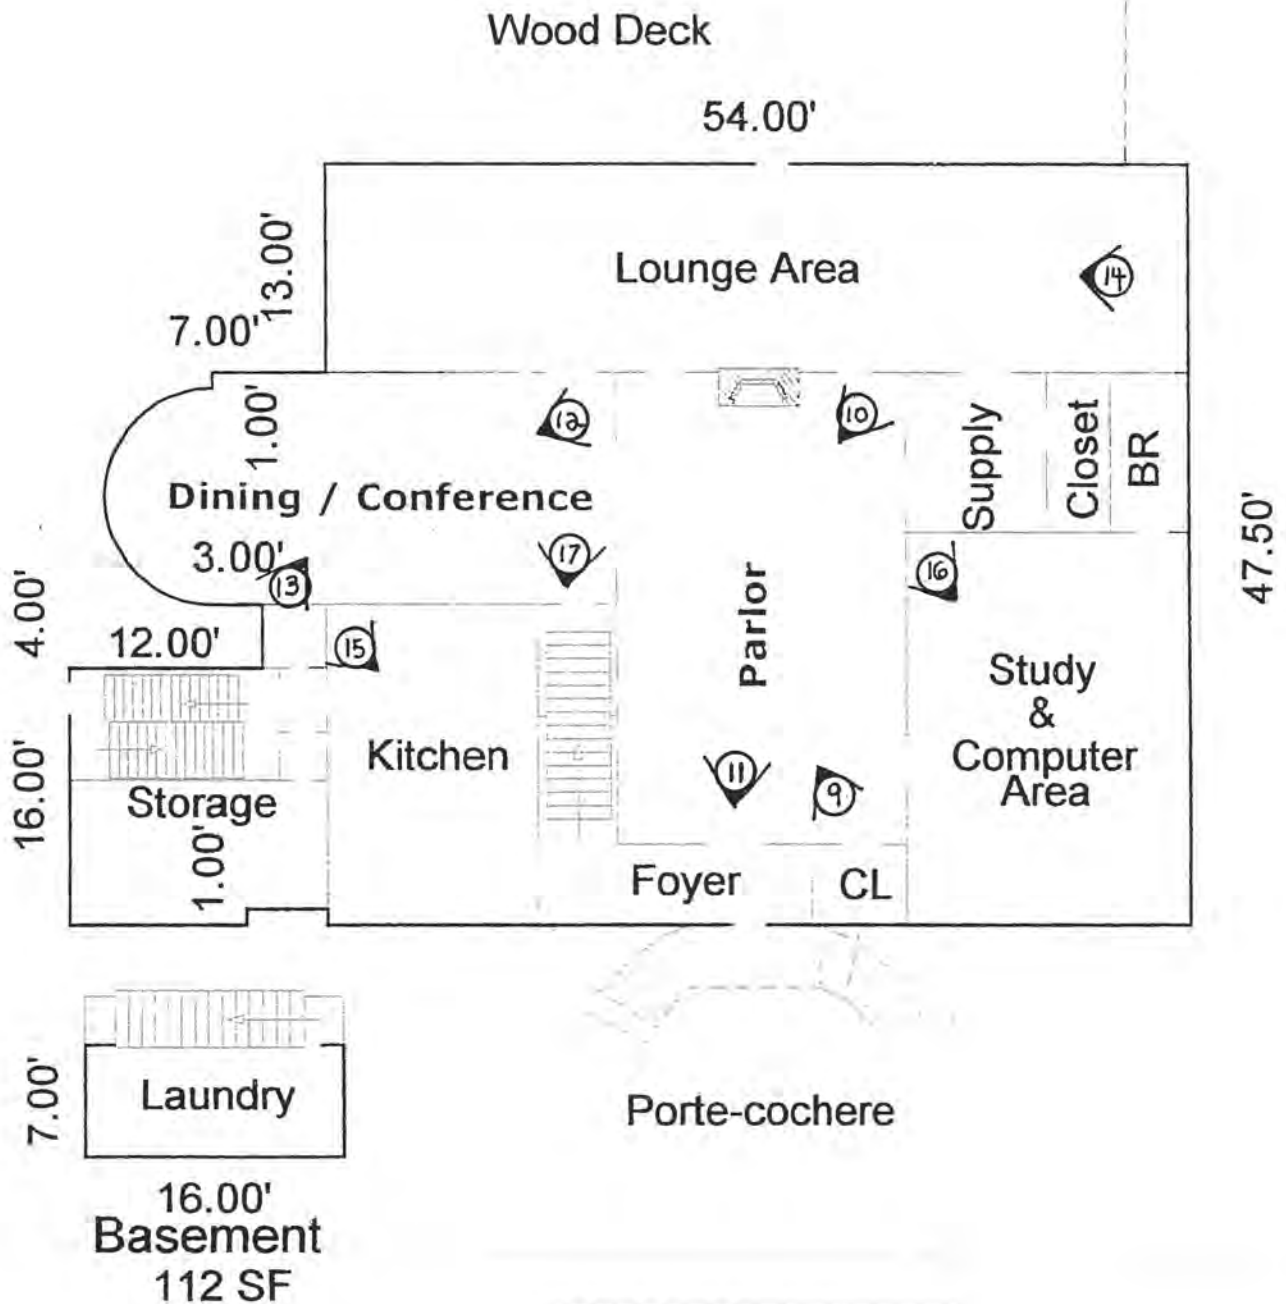 Wood Deck
54.00'
13.00'
Lounge Area
14
7.00'
1.00'
12
10
Supply
Closet
BR
Dining / Conference
47.50'
3.00'
13
17
16
4.00'
12.00'
15
Parlor
Study
&
Computer
Area
Kitchen
11
9
16.00'
Storage
1.00'
Foyer
CL
7.00'
Laundry
Porte-cochere
16.00'
Basement
112 SF